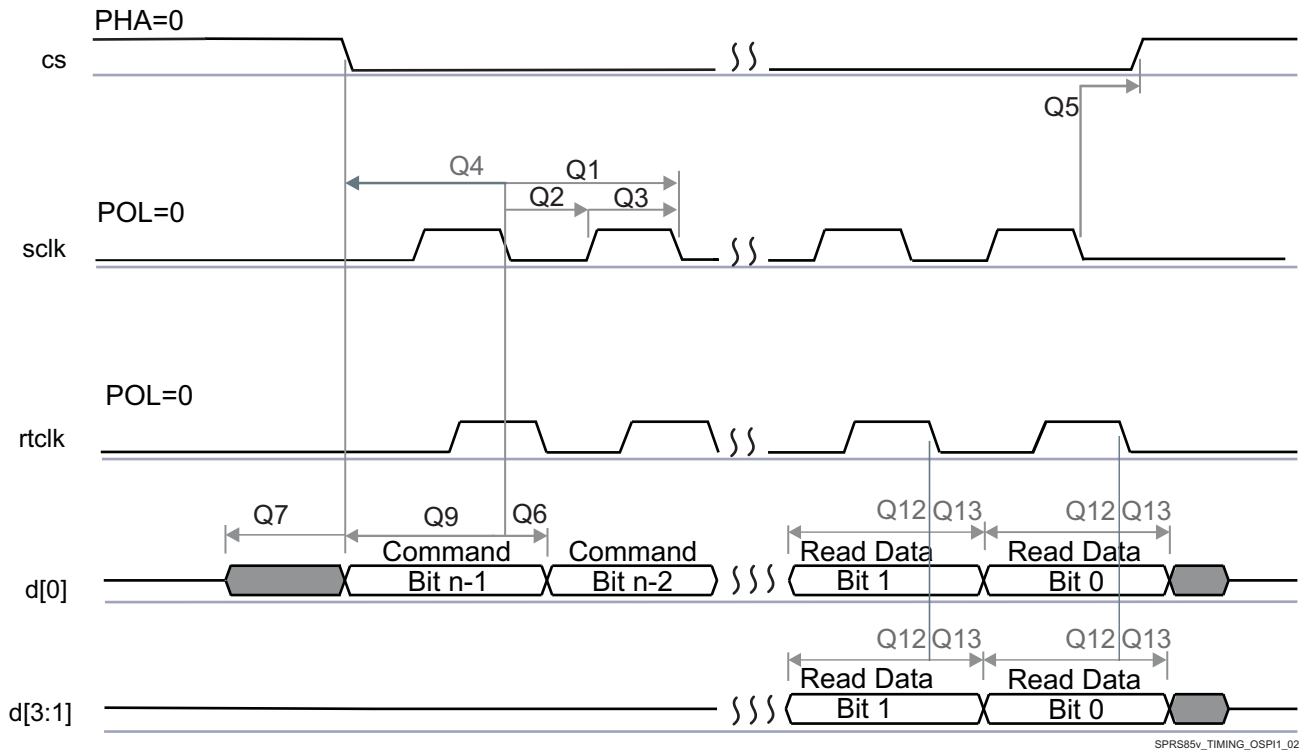 PHA=0
cs
Q5
Q4 Q1
Q2 Q3
POL=0
sclk
POL=0
rtclk
Q7 Q9 Q6 Q12 Q13 Q12 Q13
Command Command Read Data Read Data
d[0] Bit n-1 Bit n-2 Bit 1 Bit 0
Q12 Q13 Q12 Q13
Read Data Read Data
d[3:1] Bit 1 Bit 0
SPRS85v_TIMING_OSPI1_02